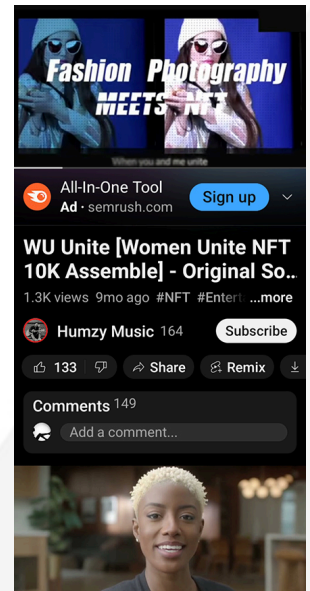 Fashion Photography
MEETS NFT
When you and me unite
All-In-One Tool
Ad · semrush.com
Sign up
WU Unite [Women Unite NFT
10K Assemble] - Original So...
1.3K views 9mo ago #NFT #Entert ...more
Humzy Music 164
Subscribe
133
Share
Remix
Comments 149
Add a comment...